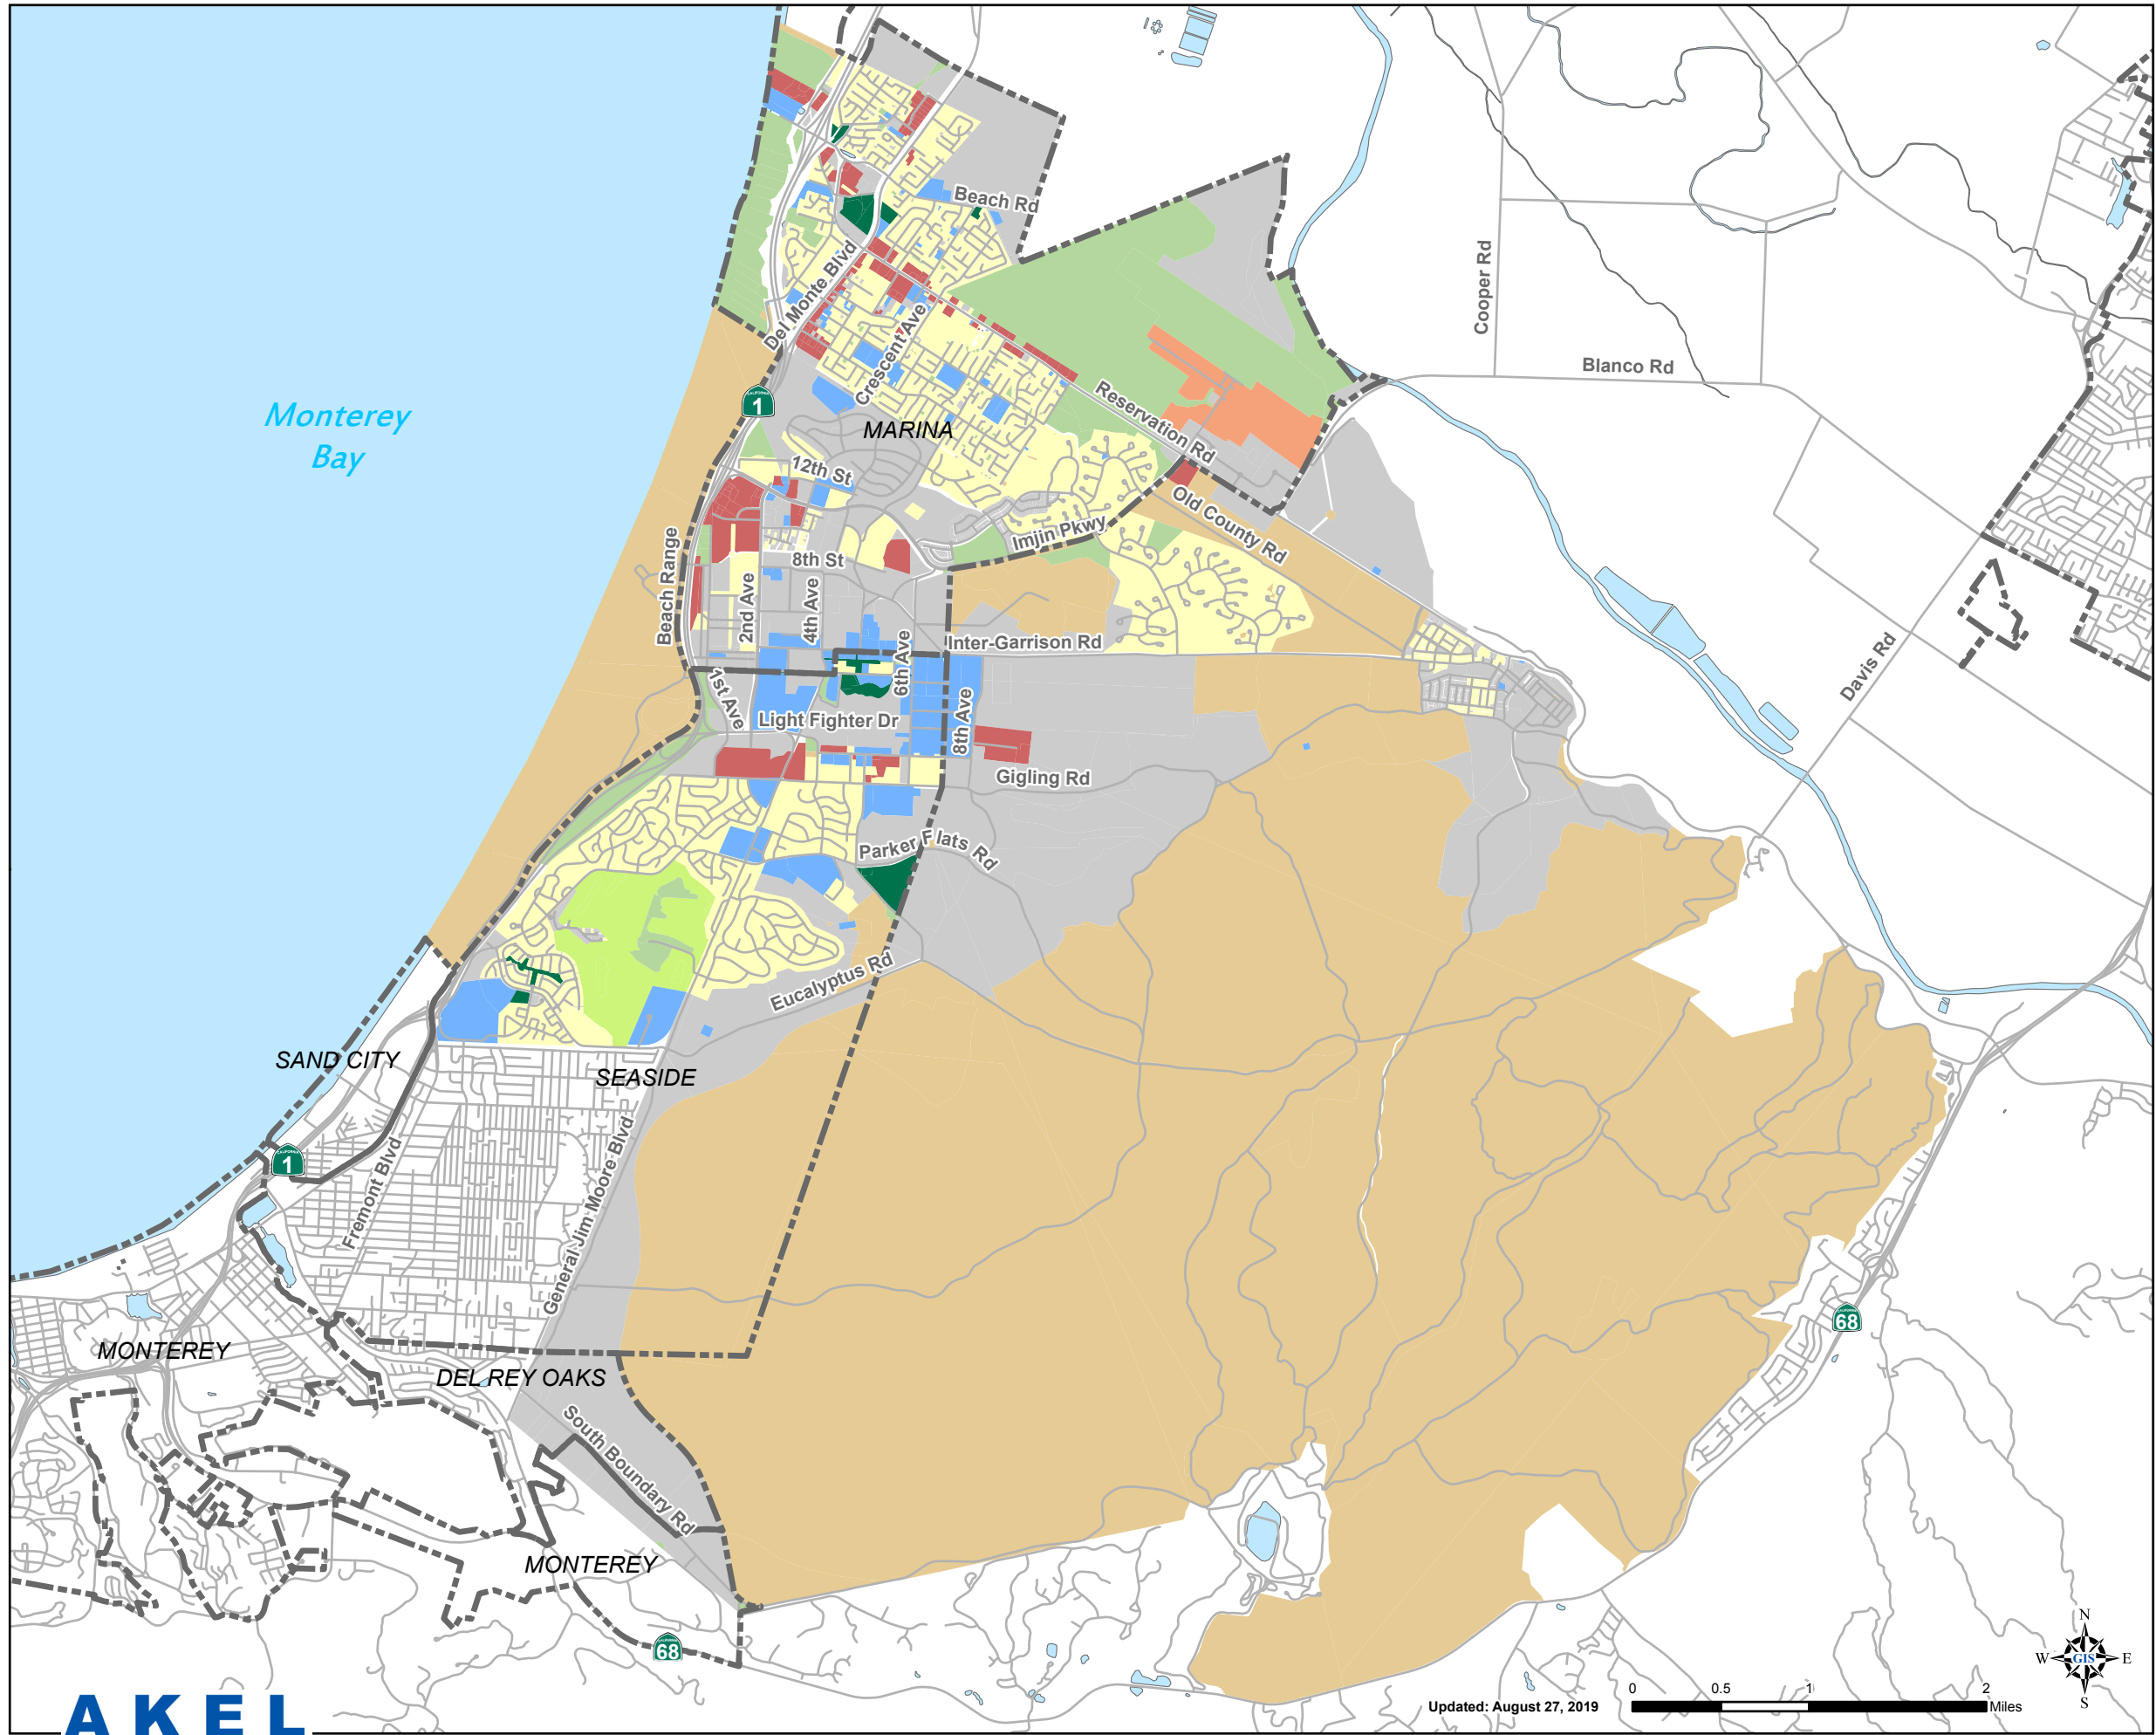 Beach Rd
Del Monte Blvd
Crescent Ave
Cooper Rd
Blanco Rd
Monterey
Bay
CALIFORNIA
1
MARINA
Reservation Rd
12th St
Old County Rd
Imjin Pkwy
Beach Range
8th St
2nd Ave
4th Ave
6th Ave
Inter-Garrison Rd
Davis Rd
1st Ave
Light Fighter Dr
8th Ave
Gigling Rd
Parker Flats Rd
Eucalyptus Rd
SAND CITY
SEASIDE
CALIFORNIA
1
Fremont Blvd
General Jim Moore Blvd
CALIFORNIA
68
MONTEREY
DEL REY OAKS
South Boundary Rd
MONTEREY
CALIFORNIA
68
N
W
GIS
E
S
Updated: August 27, 2019
0 0.5 1 2
Miles
AKEL